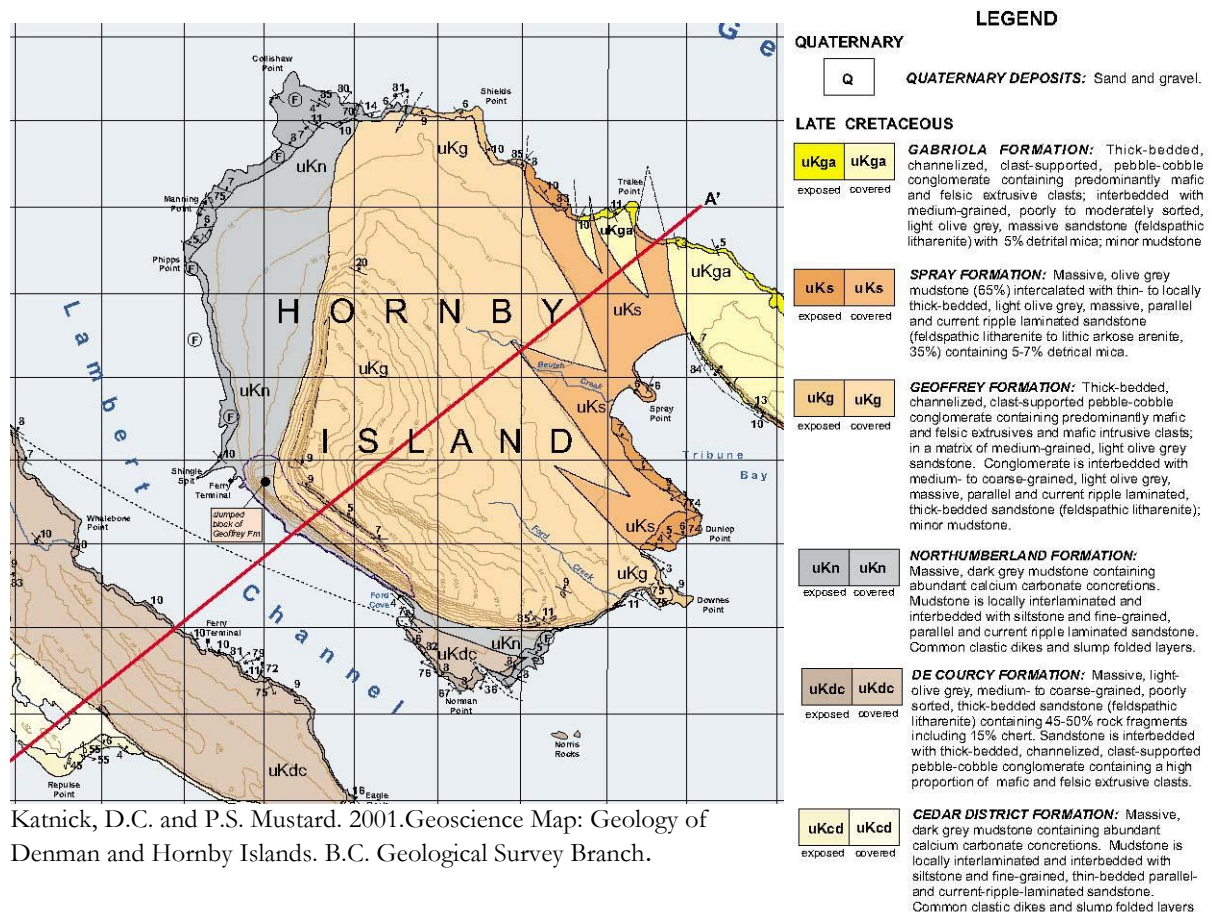 Ge
Collishaw
Point
Shields
Point
Manning
Point
Phipps
Point
Tralee
Point
A'
uKn
uKg
uKga
uKga
uKs
HORNBY
Lambert
uKn
uKg
Beulah
Creek
uKs
Spray
Point
ISLAND
Tribune
Bay
Shingle
Spit
Ferry
Terminal
slumped
block of
Geoffrey Fm
Whalebone
Point
uKs
Dunlop
Point
Ford
Creek
uKg
Downes
Point
Channel
Ford
Cove
Ferry
Terminal
uKn
uKdc
Norman
Point
Norris
Rocks
uKdc
Repulse
Point
Eagle
Katnick, D.C. and P.S. Mustard. 2001.Geoscience Map: Geology of
Denman and Hornby Islands. B.C. Geological Survey Branch.
LEGEND
QUATERNARY
Q
QUATERNARY DEPOSITS: Sand and gravel.
LATE CRETACEOUS
uKga uKga
exposed covered
GABRIOLA FORMATION: Thick-bedded,
channelized, clast-supported, pebble-cobble
conglomerate containing predominantly mafic
and felsic extrusive clasts; interbedded with
medium-grained, poorly to moderately sorted,
light olive grey, massive sandstone (feldspathic
litharenite) with 5% detrital mica; minor mudstone
uKs uKs
exposed covered
SPRAY FORMATION: Massive, olive grey
mudstone (65%) intercalated with thin- to locally
thick-bedded, light olive grey, massive, parallel
and current ripple laminated sandstone
(feldspathic litharenite to lithic arkose arenite,
35%) containing 5-7% detrical mica.
uKg uKg
exposed covered
GEOFFREY FORMATION: Thick-bedded,
channelized, clast-supported pebble-cobble
conglomerate containing predominantly mafic
and felsic extrusives and mafic intrusive clasts;
in a matrix of medium-grained, light olive grey
sandstone. Conglomerate is interbedded with
medium- to coarse-grained, light olive grey,
massive, parallel and current ripple laminated,
thick-bedded sandstone (feldspathic litharenite);
minor mudstone.
uKn uKn
exposed covered
NORTHUMBERLAND FORMATION:
Massive, dark grey mudstone containing
abundant calcium carbonate concretions.
Mudstone is locally interlaminated and
interbedded with siltstone and fine-grained,
parallel and current ripple laminated sandstone.
Common clastic dikes and slump folded layers.
uKdc uKdc
exposed covered
DE COURCY FORMATION: Massive, light-
olive grey, medium- to coarse-grained, poorly
sorted, thick-bedded sandstone (feldspathic
litharenite) containing 45-50% rock fragments
including 15% chert. Sandstone is interbedded
with thick-bedded, channelized, clast-supported
pebble-cobble conglomerate containing a high
proportion of mafic and felsic extrusive clasts.
uKcd uKcd
exposed covered
CEDAR DISTRICT FORMATION: Massive,
dark grey mudstone containing abundant
calcium carbonate concretions. Mudstone is
locally interlaminated and interbedded with
siltstone and fine-grained, thin-bedded parallel-
and current-ripple-laminated sandstone.
Common clastic dikes and slump folded layers